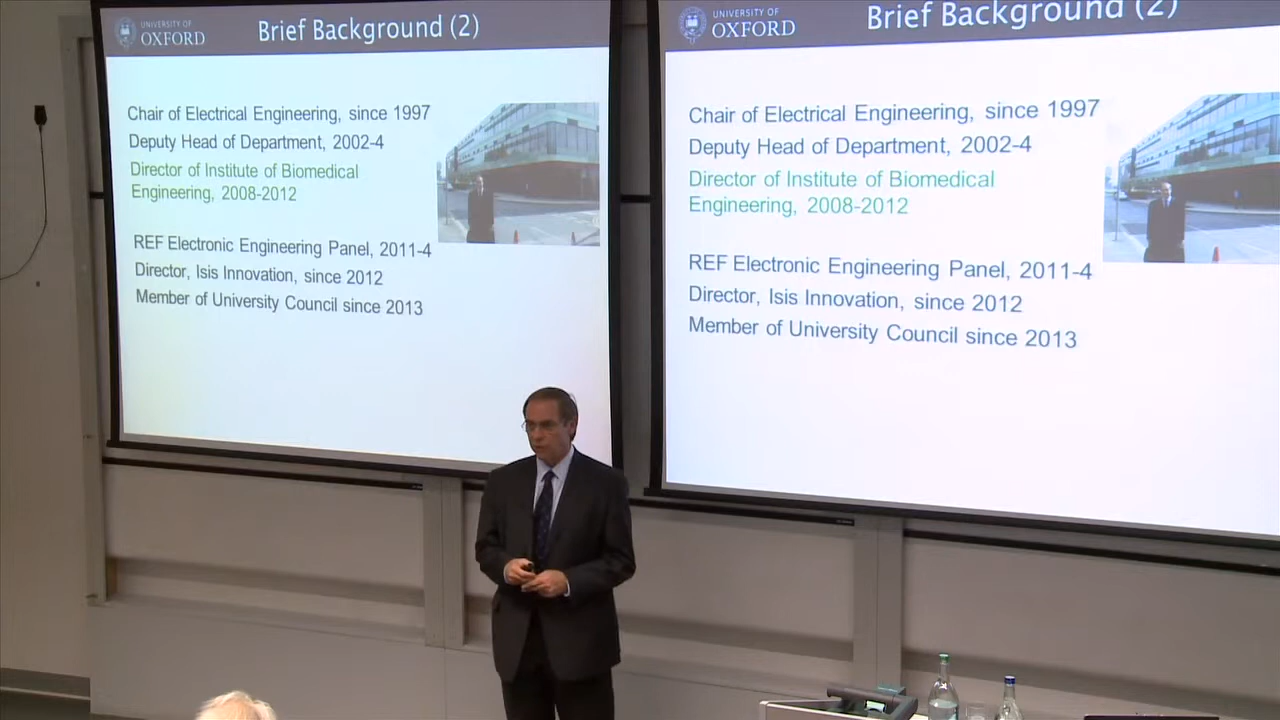 UNIVERSITY OF
OXFORD
Brief Background (2)
Chair of Electrical Engineering, since 1997
Deputy Head of Department, 2002-4
Director of Institute of Biomedical
Engineering, 2008-2012
REF Electronic Engineering Panel, 2011-4
Director, Isis Innovation, since 2012
Member of University Council since 2013
UNIVERSITY OF
OXFORD
Brief Background (2)
Chair of Electrical Engineering, since 1997
Deputy Head of Department, 2002-4
Director of Institute of Biomedical
Engineering, 2008-2012
REF Electronic Engineering Panel, 2011-4
Director, Isis Innovation, since 2012
Member of University Council since 2013